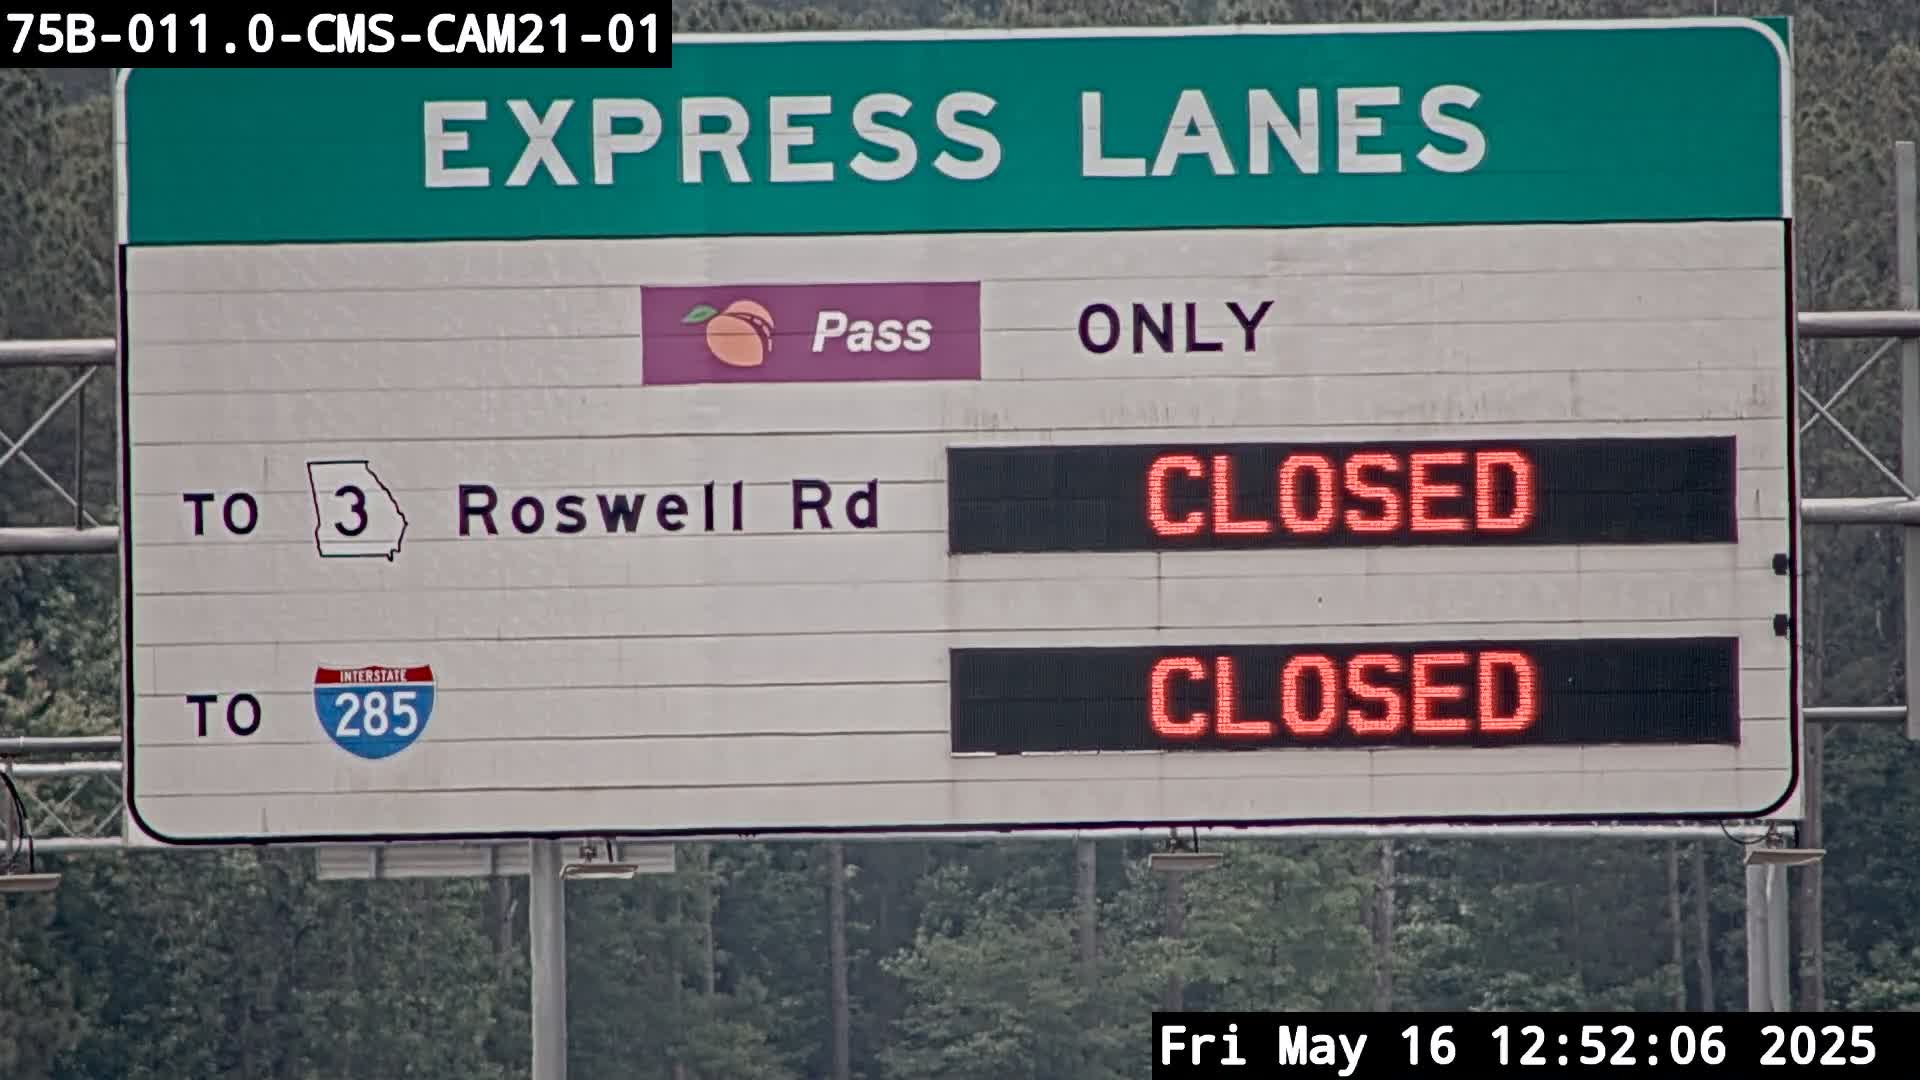 75B-011.0-CMS-CAM21-01
EXPRESS LANES
Pass ONLY
TO 3 Roswell Rd CLOSED
TO INTERSTATE 285 CLOSED
Fri May 16 12:52:06 2025